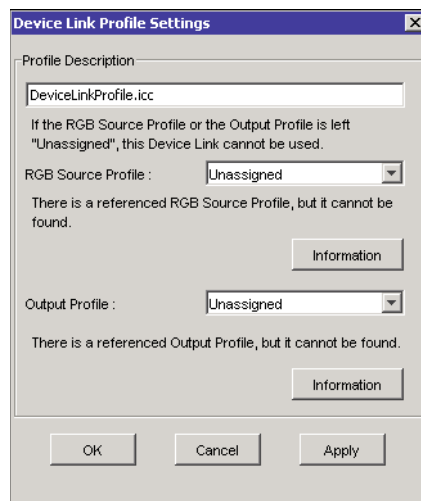 Device Link Profile Settings
Profile Description
DeviceLinkProfile.icc
If the RGB Source Profile or the Output Profile is left
"Unassigned", this Device Link cannot be used.
RGB Source Profile : Unassigned
There is a referenced RGB Source Profile, but it cannot be
found.
Information
Output Profile : Unassigned
There is a referenced Output Profile, but it cannot be found.
Information
OK Cancel Apply